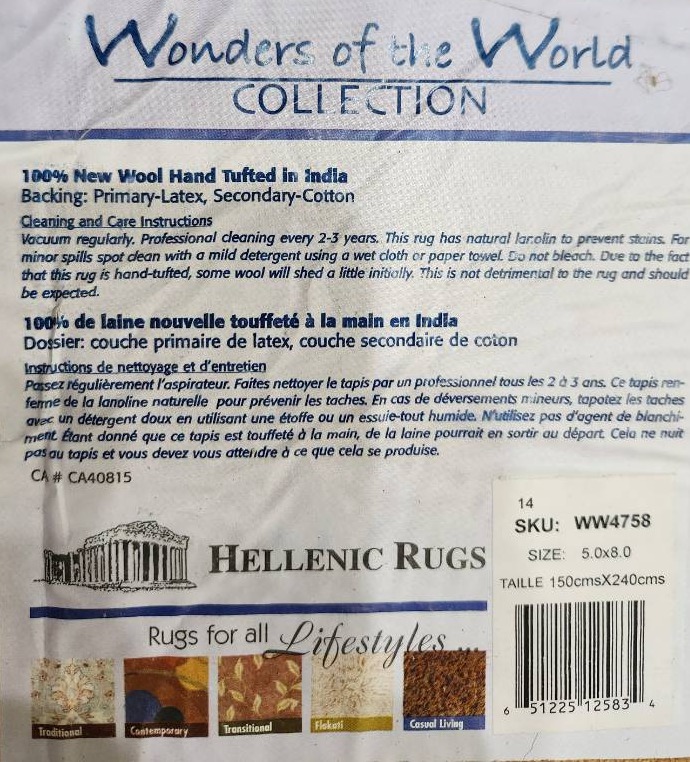 Wonders of the World
COLLECTION
100% New Wool Hand Tufted in India
Backing: Primary-Latex, Secondary-Cotton
Cleaning and Care Instructions
Vacuum regularly. Professional cleaning every 2-3 years. This rug has natural lanolin to prevent stains. For
minor spills spot clean with a mild detergent using a wet cloth or paper towel. Do not bleach. Due to the fact
that this rug is hand-tufted, some wool will shed a little initially. This is not detrimental to the rug and should
be expected.
100% de laine nouvelle touffeté à la main en India
Dossier: couche primaire de latex, couche secondaire de coton
Instructions de nettoyage et d'entretien
Passez régulièrement l'aspirateur. Faites nettoyer le tapis par un professionnel tous les 2 à 3 ans. Ce tapis ren-
ferme de la lanoline naturelle pour prévenir les taches. En cas de déversements mineurs, tapotez les taches
avec un détergent doux en utilisant une étoffe ou un essuie-tout humide. N'utilisez pas d'agent de blanchi-
ment. Étant donné que ce tapis est touffeté à la main, de la laine pourrait en sortir au départ. Cela ne nuit
pas au tapis et vous devez vous attendre à ce que cela se produise.
CA # CA40815
HELLENIC RUGS
Rugs for all Lifestyles...
Traditional
Contemporary
Transitional
Flokati
Casual Living
14
SKU: WW4758
SIZE: 5.0x8.0
TAILLE 150cmsX240cms
6 51225 12583 4